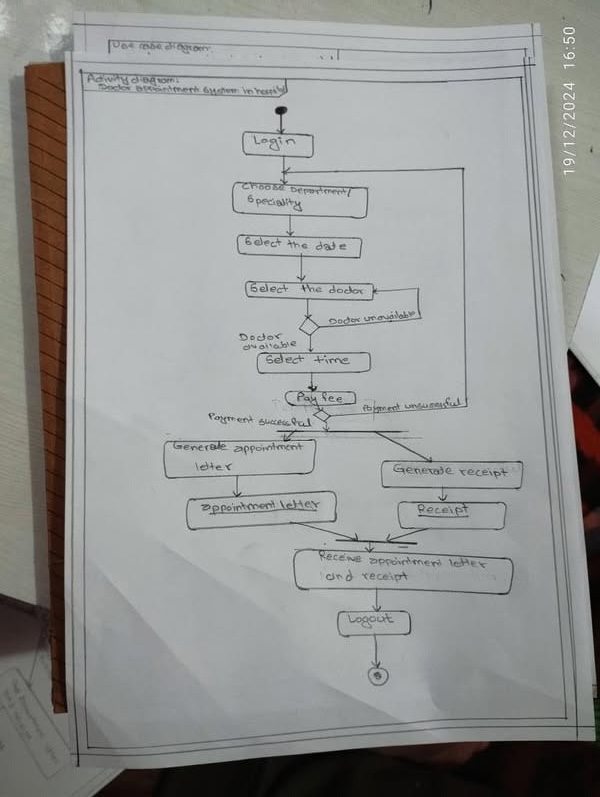 Use case diagram.
Activity diagram:
Doctor appointment system in hospital
Login
Choose Department/
Speciality
Select the date
Select the doctor
Doctor unavailable
Doctor
available
Select time
Pay fee
Payment unsuccessful
Payment successful
Generate appointment
letter
Generate receipt
appointment letter
Receipt
Receive appointment letter
and receipt
Logout
19/12/2024 16:50